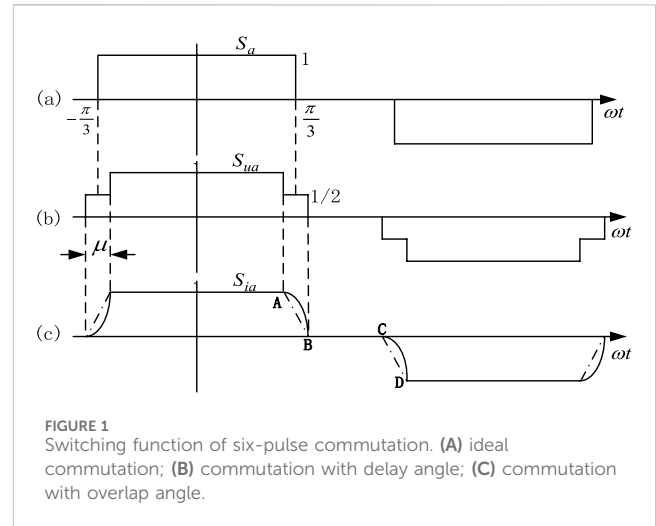 S_a
1
(a)
-π/3
π/3
ωt
S_ua
1/2
(b)
μ
ωt
S_ia
A
C
(c)
B
ωt
D
FIGURE 1
Switching function of six-pulse commutation. (A) ideal
commutation; (B) commutation with delay angle; (C) commutation
with overlap angle.